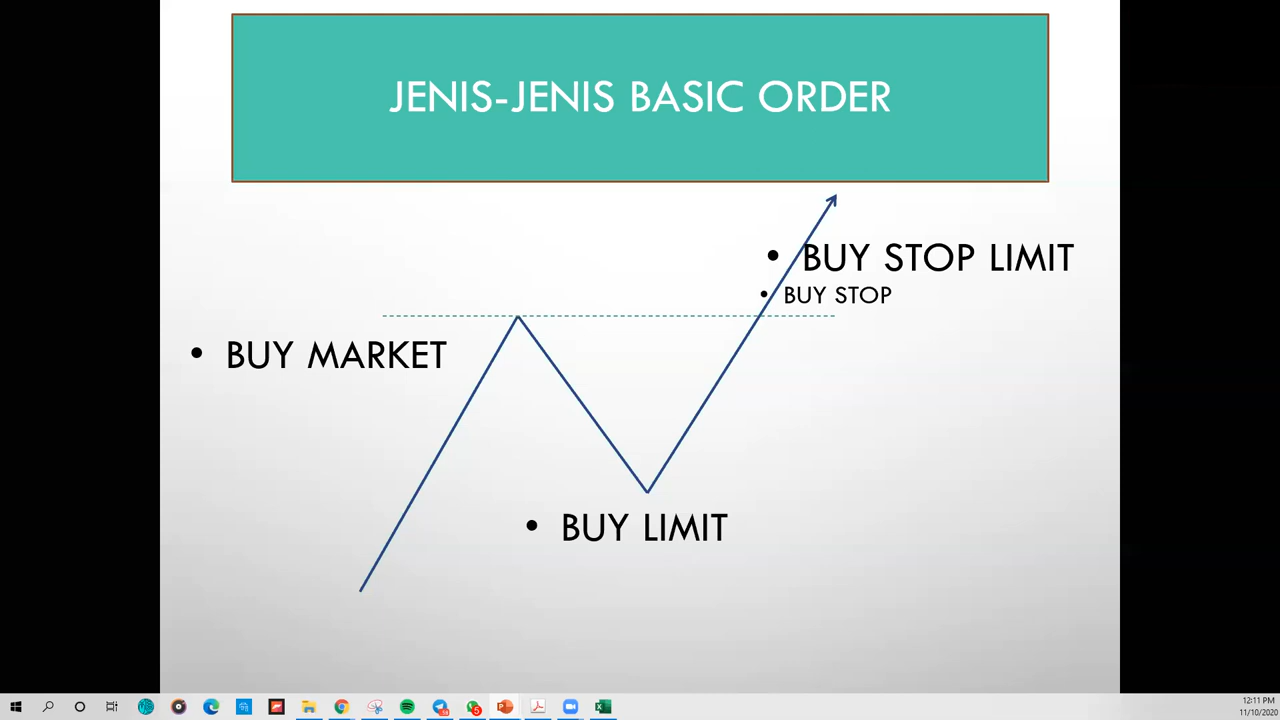 JENIS-JENIS BASIC ORDER
• BUY STOP LIMIT
• BUY STOP
• BUY MARKET
• BUY LIMIT
12:11 PM
11/10/2020